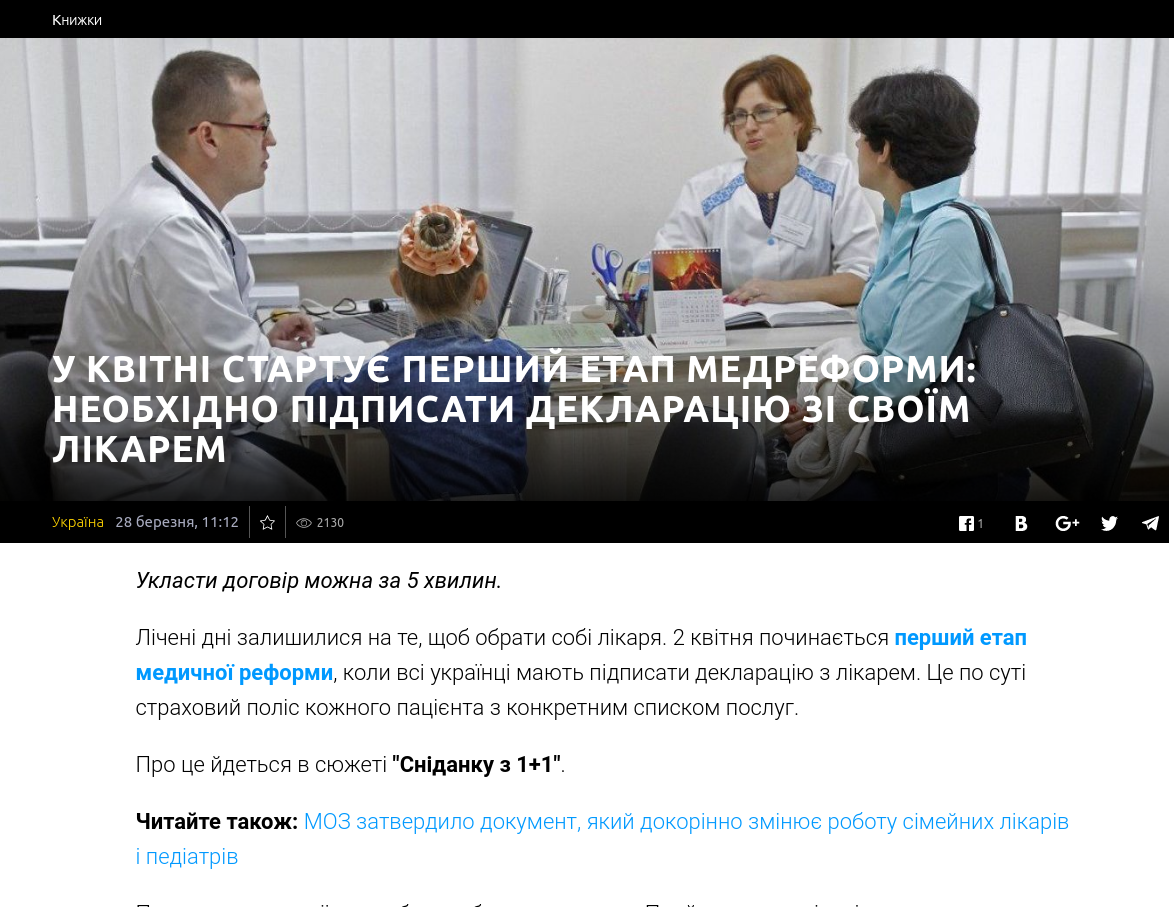 Книжки
У КВІТНІ СТАРТУЄ ПЕРШИЙ ЕТАП МЕДРЕФОРМИ:
НЕОБХІДНО ПІДПИСАТИ ДЕКЛАРАЦІЮ ЗІ СВОЇМ
ЛІКАРЕМ
Україна 28 березня, 11:12 2130 1
Укласти договір можна за 5 хвилин.
Лічені дні залишилися на те, щоб обрати собі лікаря. 2 квітня починається перший етап
медичної реформи, коли всі українці мають підписати декларацію з лікарем. Це по суті
страховий поліс кожного пацієнта з конкретним списком послуг.
Про це йдеться в сюжеті "Сніданку з 1+1".
Читайте також: МОЗ затвердило документ, який докорінно змінює роботу сімейних лікарів
і педіатрів